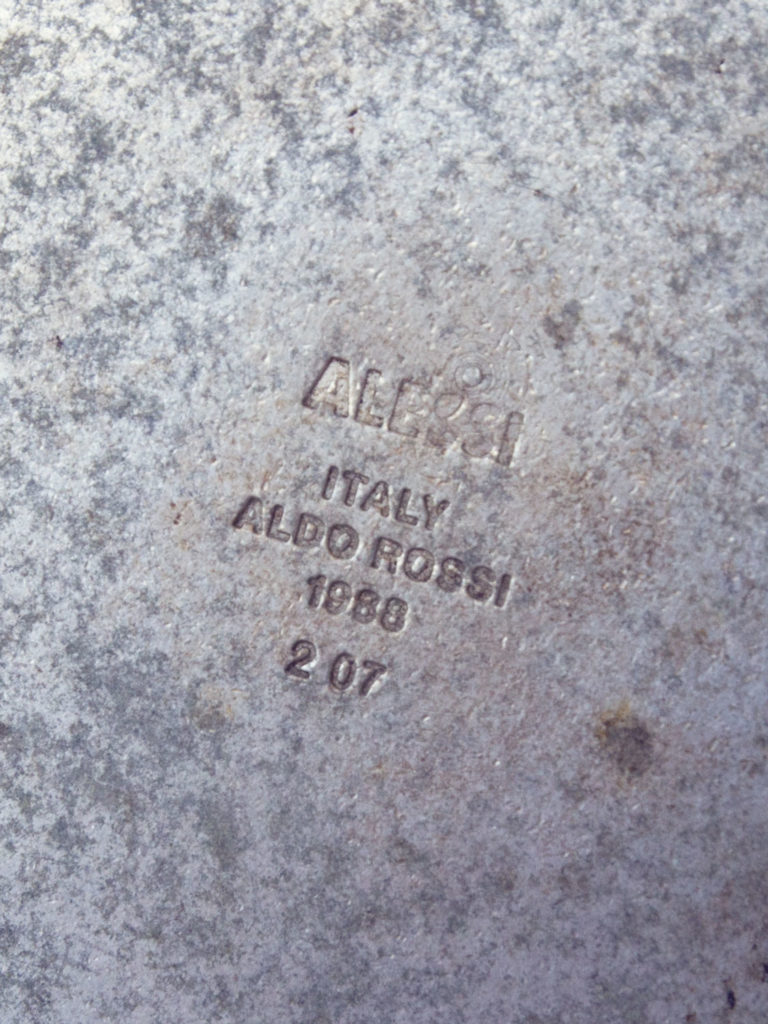 ALESSI
ITALY
ALDO ROSSI
1988
2 07